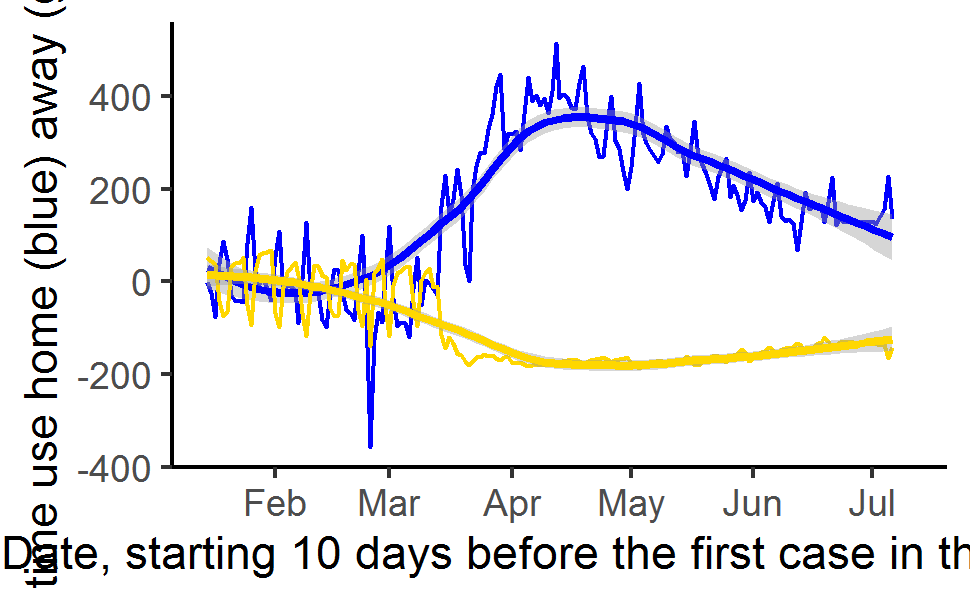 time use home (blue) away (
400
200
0
-200
-400
Feb Mar Apr May Jun Jul
Date, starting 10 days before the first case in th